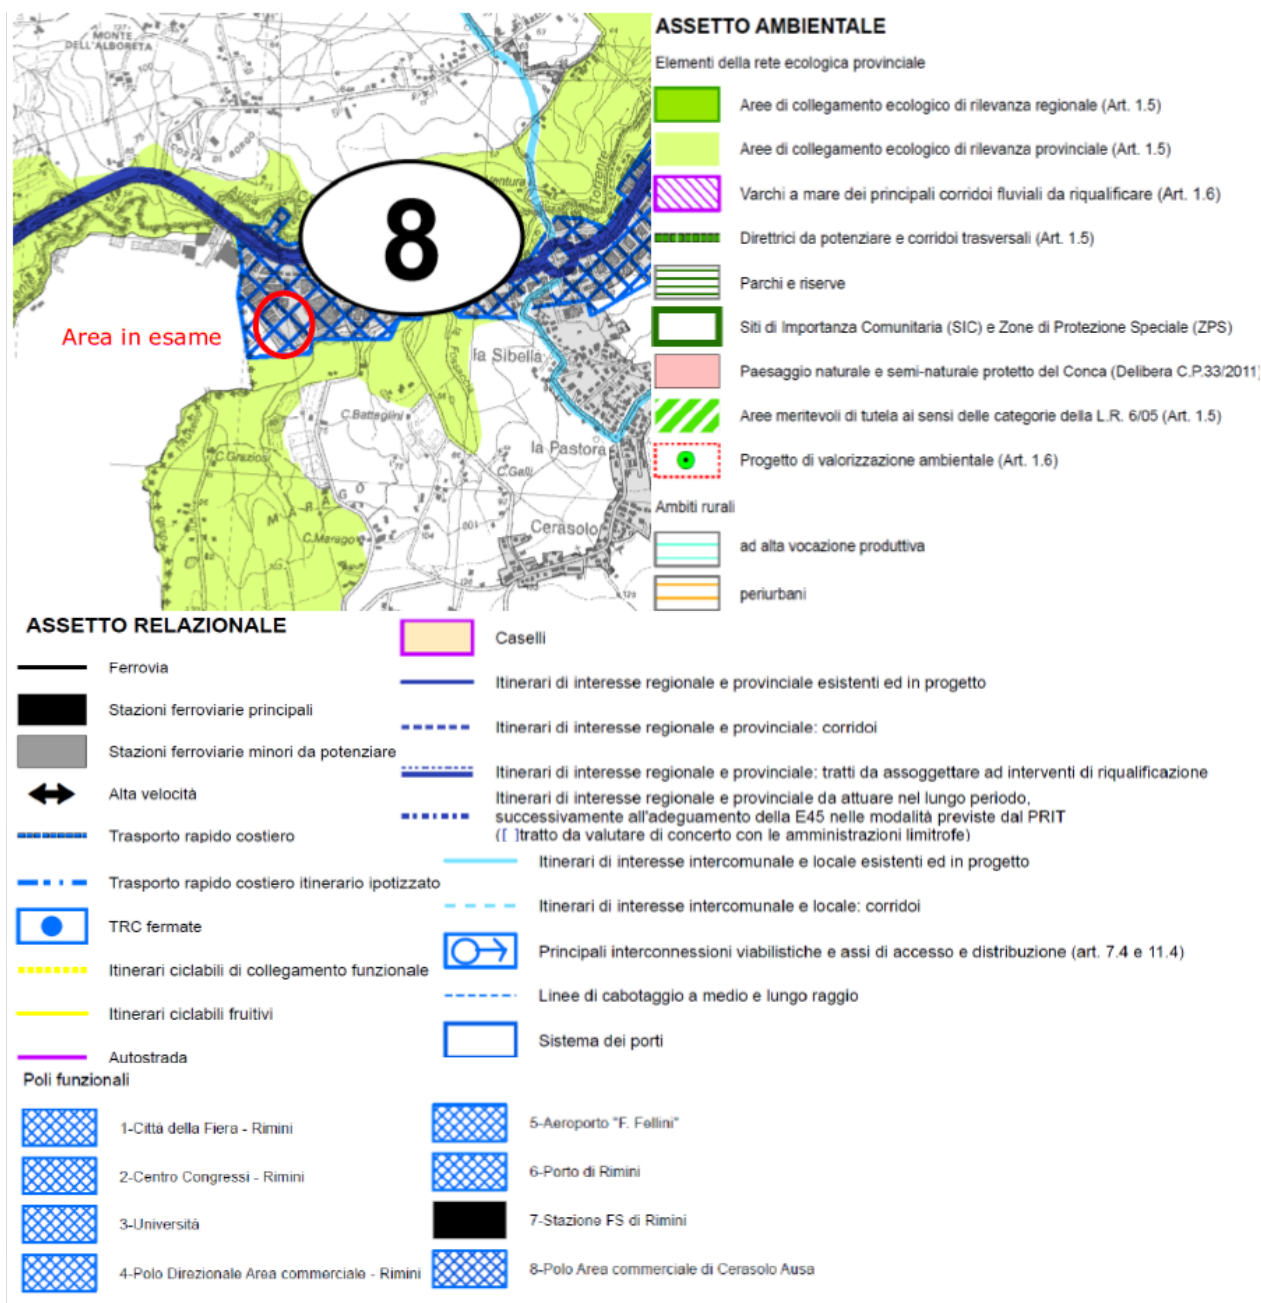 MONTE
DELL'ALBORETA
COSTA DI BORGO
Ausa
Ventura
Torrente
8
Area in esame
la Sibella
Fossaccia
C.Battaglini
C.Graziosi
la Pastora
C.Galli
MARAGO
C.Marago
Cerasolo
ASSETTO AMBIENTALE
Elementi della rete ecologica provinciale
Aree di collegamento ecologico di rilevanza regionale (Art. 1.5)
Aree di collegamento ecologico di rilevanza provinciale (Art. 1.5)
Varchi a mare dei principali corridoi fluviali da riqualificare (Art. 1.6)
Direttrici da potenziare e corridoi trasversali (Art. 1.5)
Parchi e riserve
Siti di Importanza Comunitaria (SIC) e Zone di Protezione Speciale (ZPS)
Paesaggio naturale e semi-naturale protetto del Conca (Delibera C.P.33/2011)
Aree meritevoli di tutela ai sensi delle categorie della L.R. 6/05 (Art. 1.5)
Progetto di valorizzazione ambientale (Art. 1.6)
Ambiti rurali
ad alta vocazione produttiva
periurbani
ASSETTO RELAZIONALE
Ferrovia
Stazioni ferroviarie principali
Stazioni ferroviarie minori da potenziare
Alta velocità
Trasporto rapido costiero
Trasporto rapido costiero itinerario ipotizzato
TRC fermate
Itinerari ciclabili di collegamento funzionale
Itinerari ciclabili fruitivi
Autostrada
Caselli
Itinerari di interesse regionale e provinciale esistenti ed in progetto
Itinerari di interesse regionale e provinciale: corridoi
Itinerari di interesse regionale e provinciale: tratti da assoggettare ad interventi di riqualificazione
Itinerari di interesse regionale e provinciale da attuare nel lungo periodo,
successivamente all'adeguamento della E45 nelle modalità previste dal PRIT
([ ]tratto da valutare di concerto con le amministrazioni limitrofe)
Itinerari di interesse intercomunale e locale esistenti ed in progetto
Itinerari di interesse intercomunale e locale: corridoi
Principali interconnessioni viabilistiche e assi di accesso e distribuzione (art. 7.4 e 11.4)
Linee di cabotaggio a medio e lungo raggio
Sistema dei porti
Poli funzionali
1-Città della Fiera - Rimini
2-Centro Congressi - Rimini
3-Università
4-Polo Direzionale Area commerciale - Rimini
5-Aeroporto "F. Fellini"
6-Porto di Rimini
7-Stazione FS di Rimini
8-Polo Area commerciale di Cerasolo Ausa